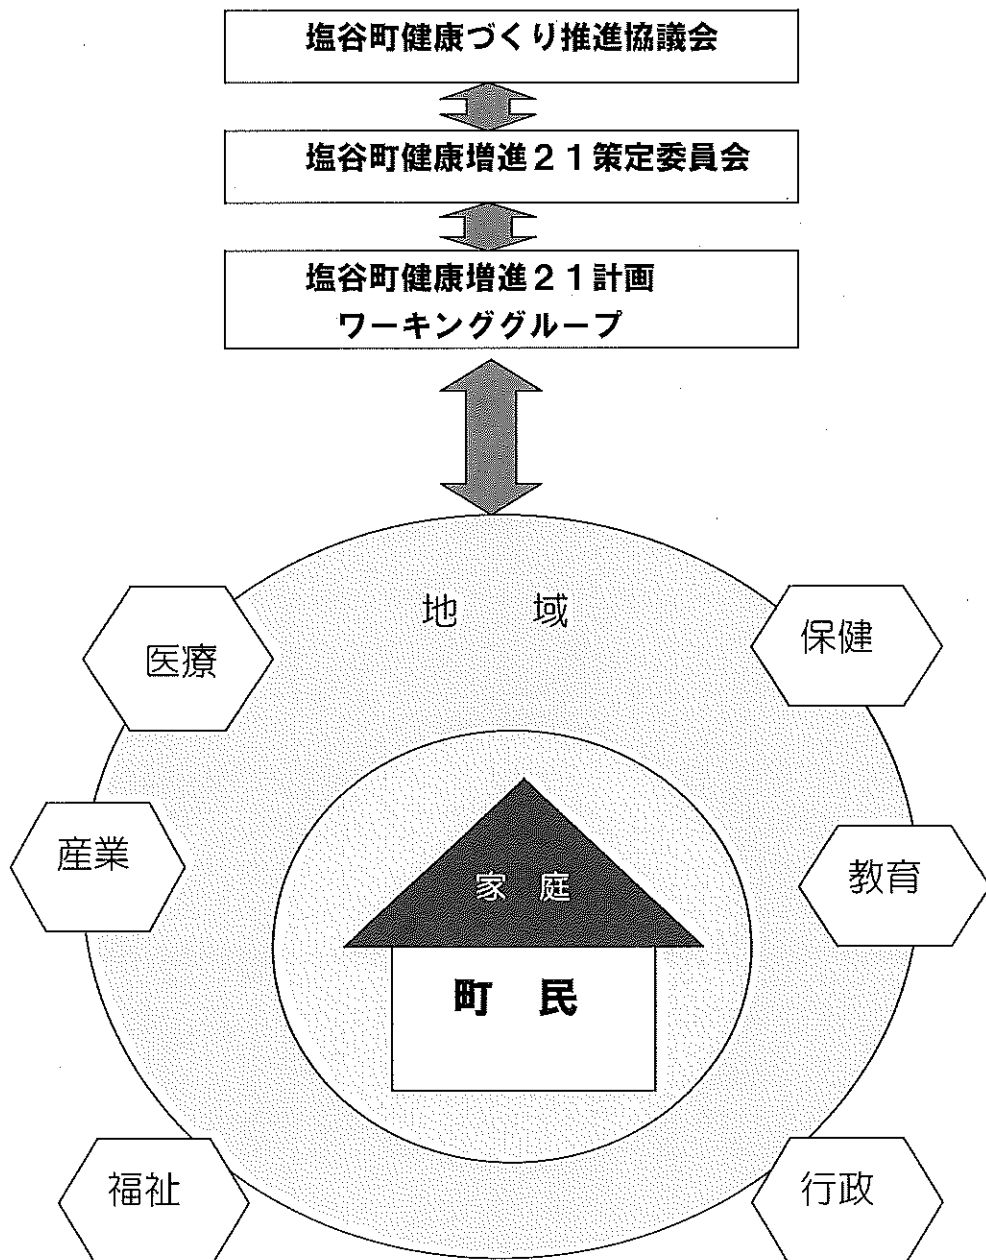 塩谷町健康づくり推進協議会
塩谷町健康増進21策定委員会
塩谷町健康増進21計画
ワーキンググループ
地 域
医療
保健
産業
教育
家 庭
町 民
福祉
行政